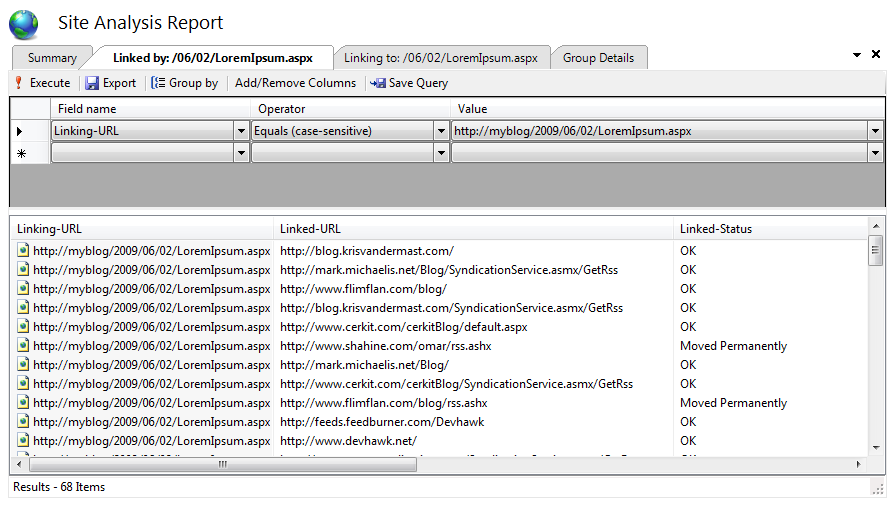 Site Analysis Report
Summary Linked by: /06/02/LoremIpsum.aspx Linking to: /06/02/LoremIpsum.aspx Group Details
Execute Export Group by Add/Remove Columns Save Query
Field name Operator Value
Linking-URL Equals (case-sensitive) http://myblog/2009/06/02/LoremIpsum.aspx
Linking-URL Linked-URL Linked-Status
http://myblog/2009/06/02/LoremIpsum.aspx http://blog.krisvandermast.com/ OK
http://myblog/2009/06/02/LoremIpsum.aspx http://mark.michaelis.net/Blog/SyndicationService.asmx/GetRss OK
http://myblog/2009/06/02/LoremIpsum.aspx http://www.flimflan.com/blog/ OK
http://myblog/2009/06/02/LoremIpsum.aspx http://blog.krisvandermast.com/SyndicationService.asmx/GetRss OK
http://myblog/2009/06/02/LoremIpsum.aspx http://www.cerkit.com/cerkitBlog/default.aspx OK
http://myblog/2009/06/02/LoremIpsum.aspx http://www.shahine.com/omar/rss.ashx Moved Permanently
http://myblog/2009/06/02/LoremIpsum.aspx http://mark.michaelis.net/Blog/ OK
http://myblog/2009/06/02/LoremIpsum.aspx http://www.cerkit.com/cerkitBlog/SyndicationService.asmx/GetRss OK
http://myblog/2009/06/02/LoremIpsum.aspx http://www.flimflan.com/blog/rss.ashx Moved Permanently
http://myblog/2009/06/02/LoremIpsum.aspx http://feeds.feedburner.com/Devhawk OK
http://myblog/2009/06/02/LoremIpsum.aspx http://www.devhawk.net/ OK
Results - 68 Items